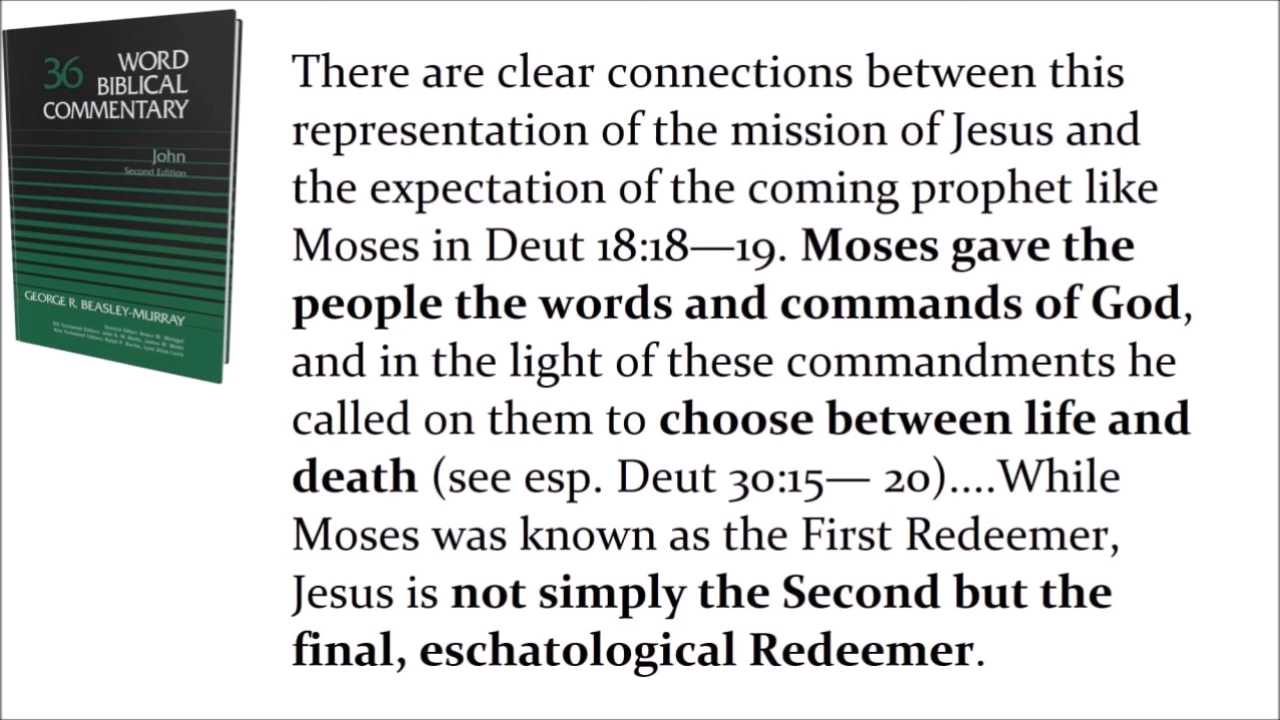 36 WORD
BIBLICAL
COMMENTARY
John
Second Edition
GEORGE R. BEASLEY-MURRAY
There are clear connections between this
representation of the mission of Jesus and
the expectation of the coming prophet like
Moses in Deut 18:18—19. Moses gave the
people the words and commands of God,
and in the light of these commandments he
called on them to choose between life and
death (see esp. Deut 30:15— 20)....While
Moses was known as the First Redeemer,
Jesus is not simply the Second but the
final, eschatological Redeemer.